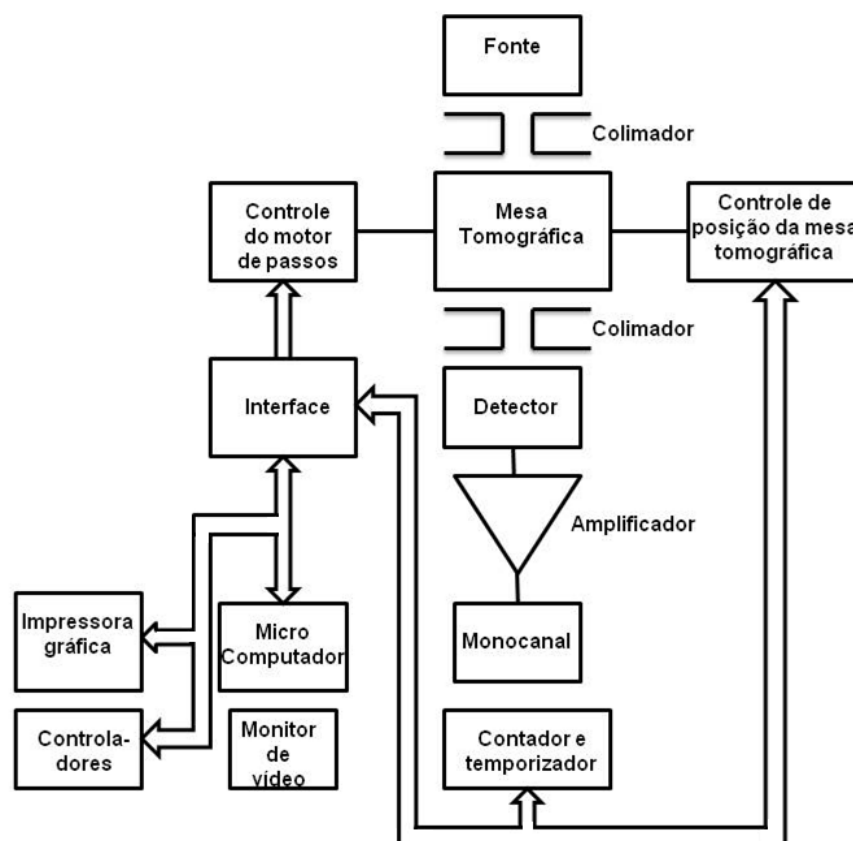 Fonte
Colimador
Controle
do motor
de passos
Mesa
Tomográfica
Controle de
posição da mesa
tomográfica
Colimador
Interface
Detector
Amplificador
Impressora
gráfica
Micro
Computador
Monocanal
Controla-
dores
Monitor
de
vídeo
Contador e
temporizador